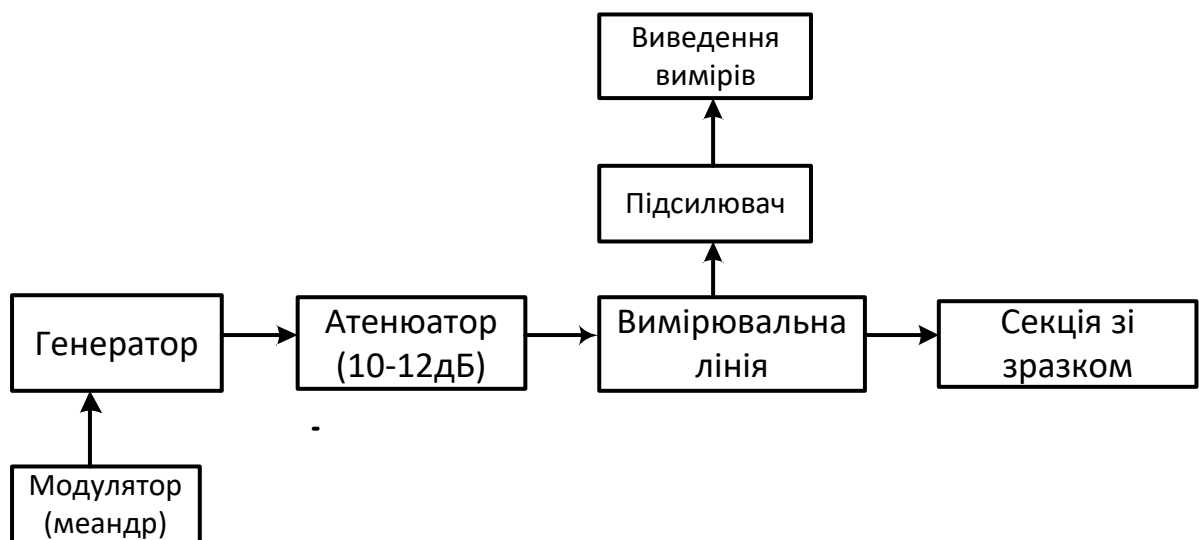 Виведення
вимірів
Підсилювач
Генератор
Атенюатор
(10-12дБ)
Вимірювальна
лінія
Секція зі
зразком
-
Модулятор
(меандр)